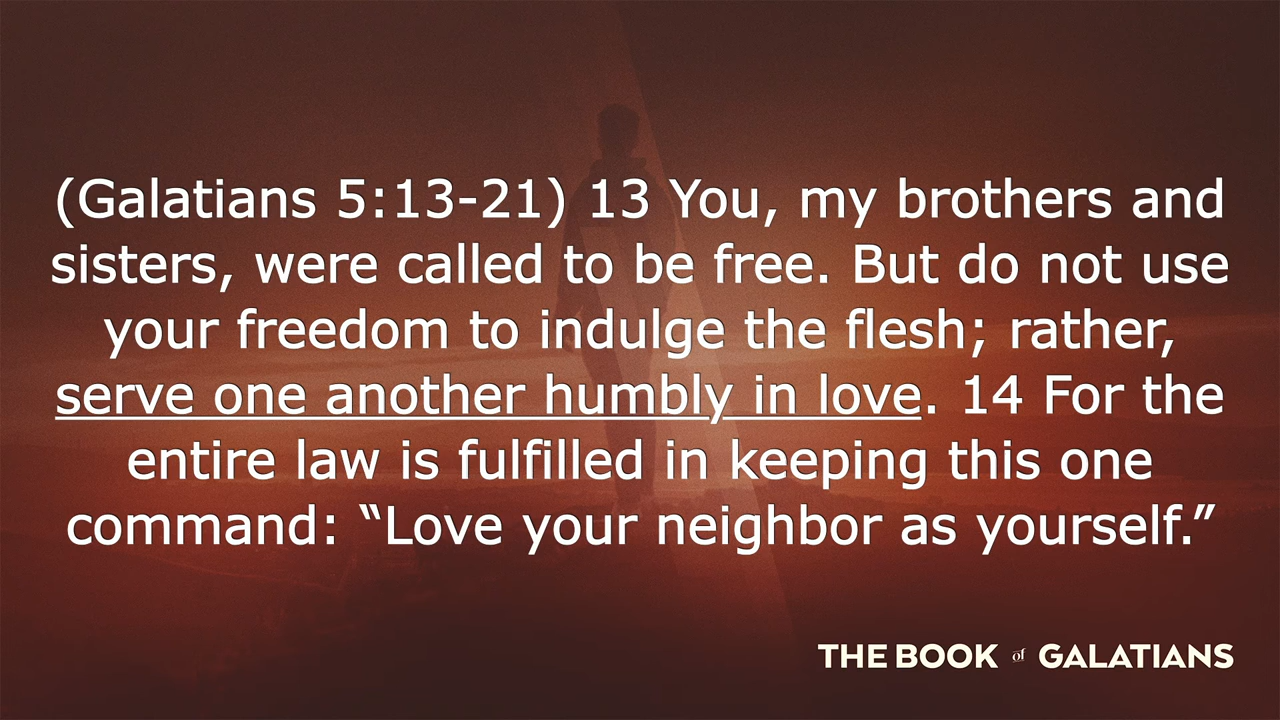 (Galatians 5:13-21) 13 You, my brothers and
sisters, were called to be free. But do not use
your freedom to indulge the flesh; rather,
serve one another humbly in love. 14 For the
entire law is fulfilled in keeping this one
command: “Love your neighbor as yourself.”
THE BOOK of GALATIANS